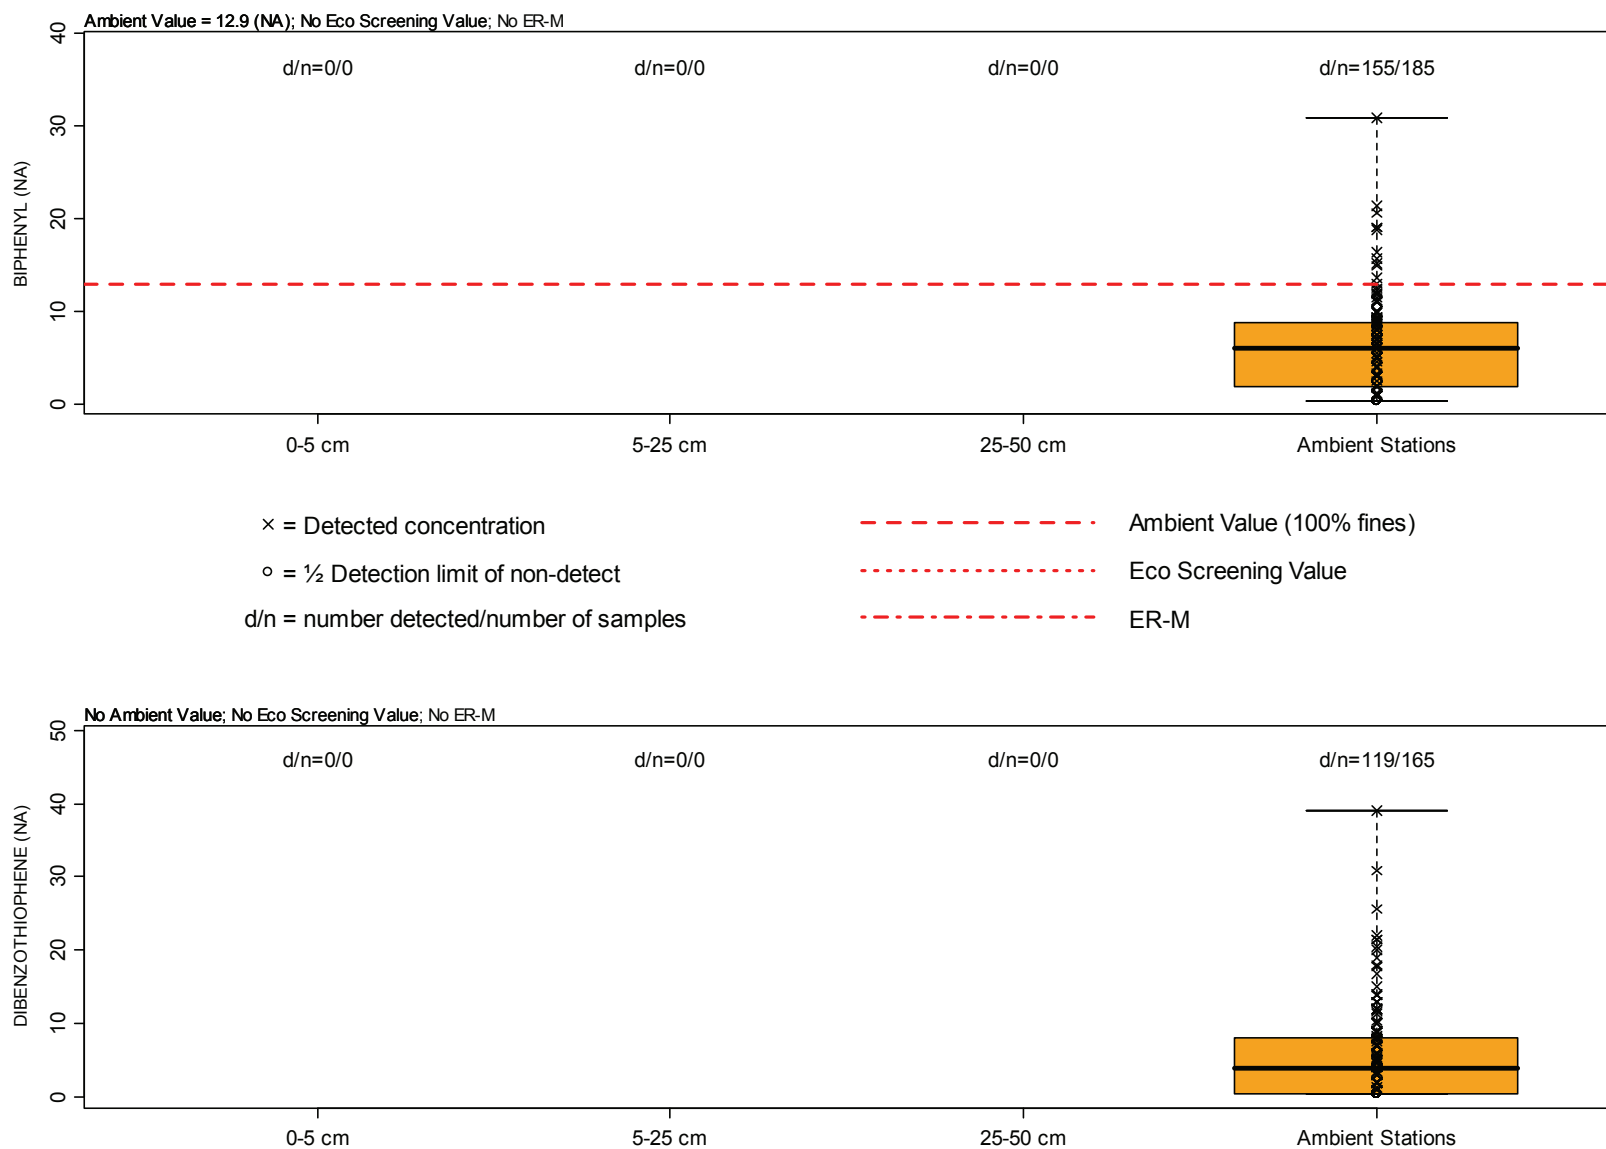 Ambient Value = 12.9 (NA); No Eco Screening Value; No ER-M
40
30
20
10
0
BIPHENYL (NA)
d/n=0/0
d/n=0/0
d/n=0/0
d/n=155/185
0-5 cm
5-25 cm
25-50 cm
Ambient Stations
× = Detected concentration
o = ½ Detection limit of non-detect
d/n = number detected/number of samples
Ambient Value (100% fines)
Eco Screening Value
ER-M
No Ambient Value; No Eco Screening Value; No ER-M
50
40
30
20
10
0
DIBENZOTHIOPHENE (NA)
d/n=0/0
d/n=0/0
d/n=0/0
d/n=119/165
0-5 cm
5-25 cm
25-50 cm
Ambient Stations